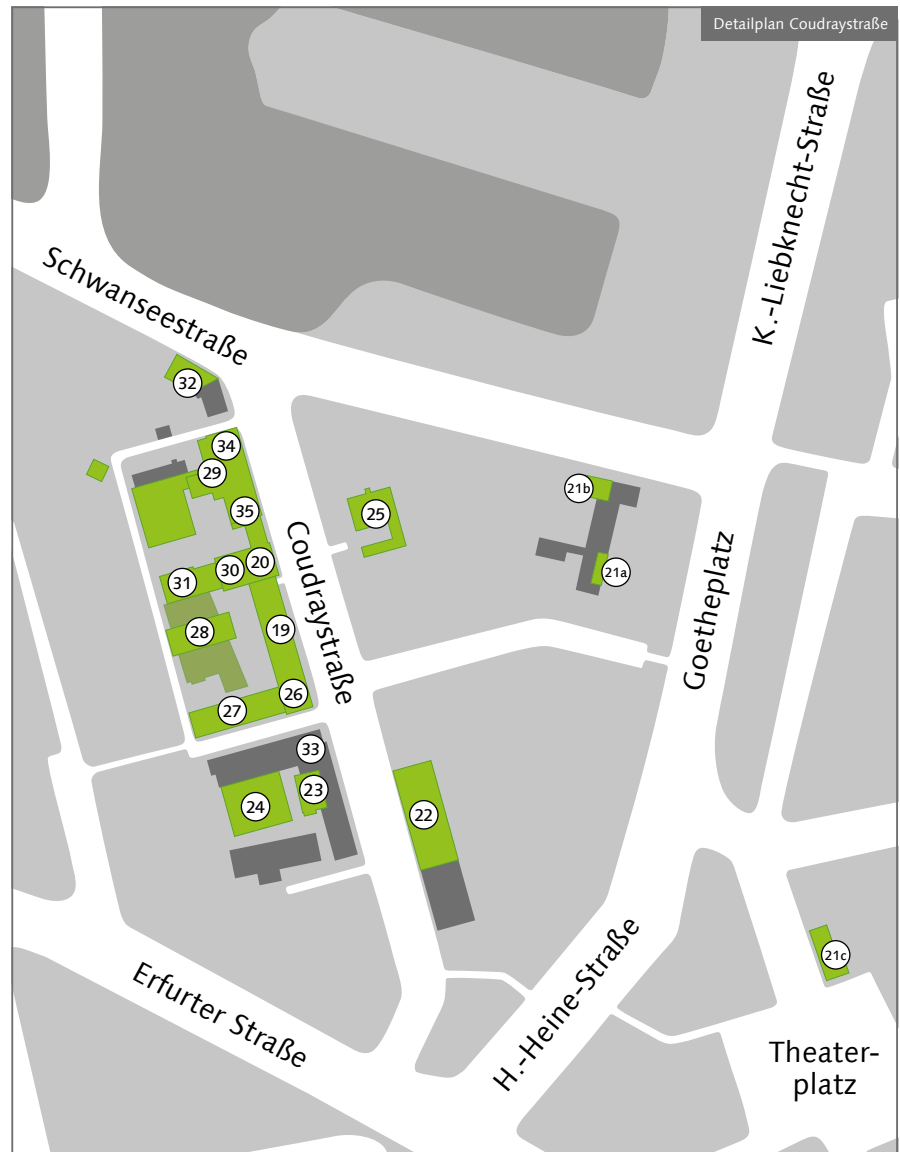 Detailplan Coudraystraße
K.-Liebknecht-Straße
Schwanseestraße
32
34
29
21b
25
35
20
30
21a
31
Coudraystraße
19
28
Goetheplatz
26
27
33
23
24
22
21c
Erfurter Straße
H.-Heine-Straße
Theater-
platz